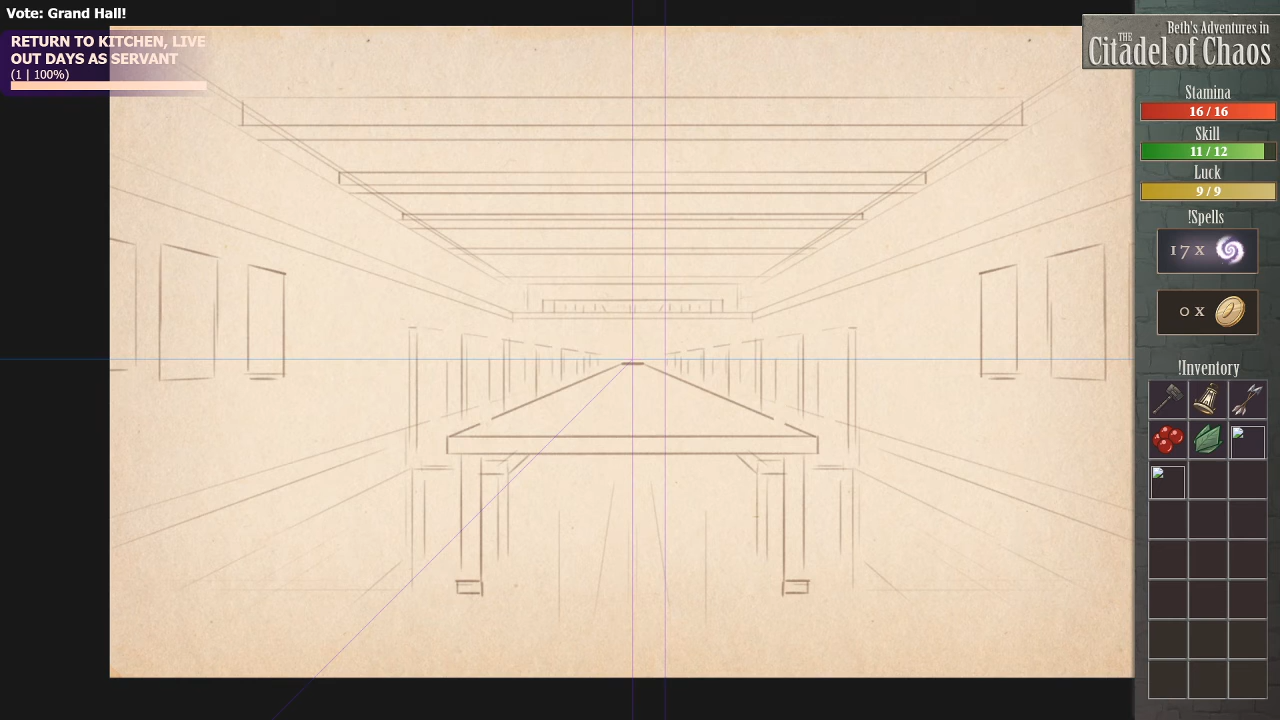 Vote: Grand Hall!
RETURN TO KITCHEN, LIVE
OUT DAYS AS SERVANT
(1 | 100%)
Beth's Adventures in
THE
Citadel of Chaos
Stamina
16 / 16
Skill
11 / 12
Luck
9 / 9
!Spells
17 x
0 x
!Inventory